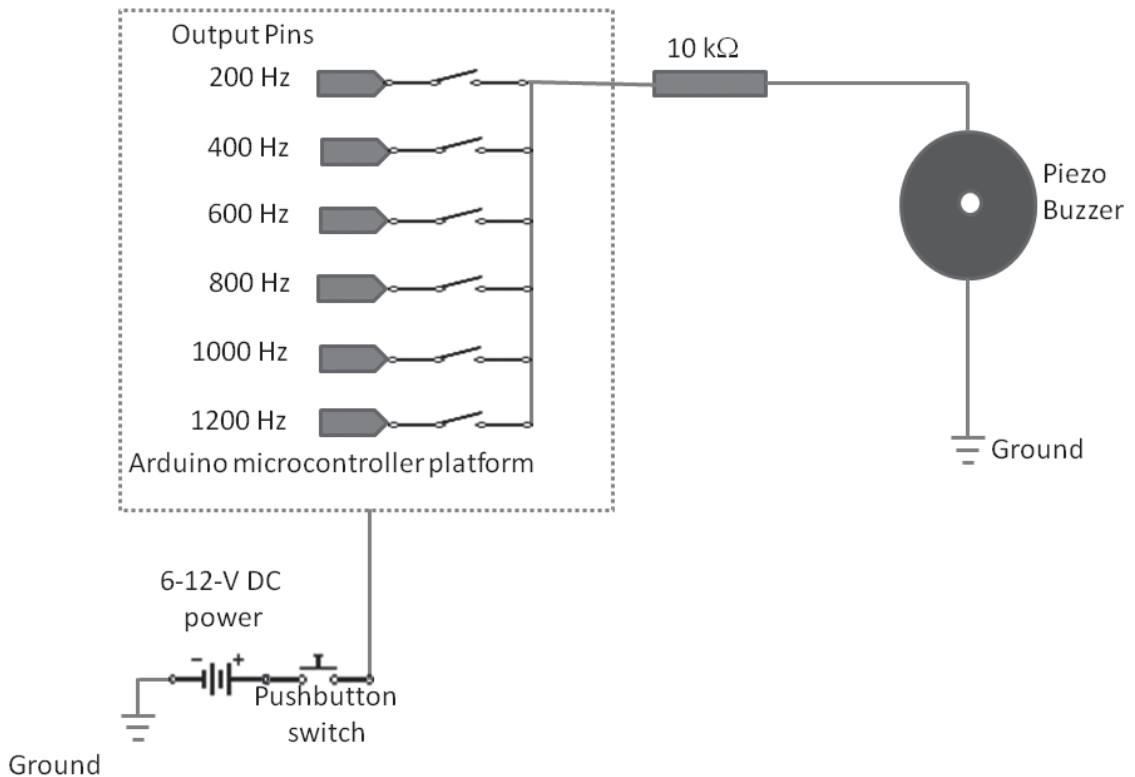 Output Pins
200 Hz
400 Hz
600 Hz
800 Hz
1000 Hz
1200 Hz
Arduino microcontroller platform
10 kΩ
Piezo
Buzzer
Ground
6-12-V DC
power
- +
Pushbutton
switch
Ground